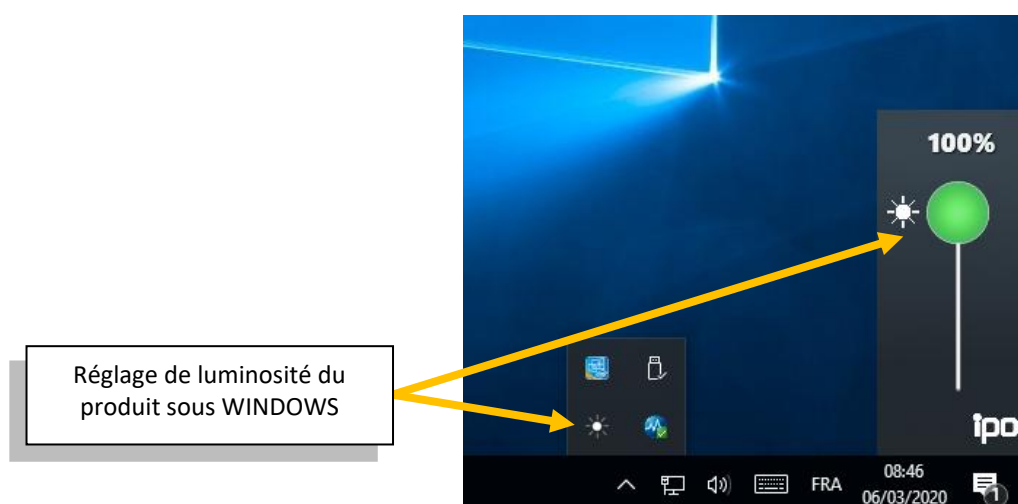 100%
Réglage de luminosité du
produit sous WINDOWS
ipo
FRA
08:46
06/03/2020
1